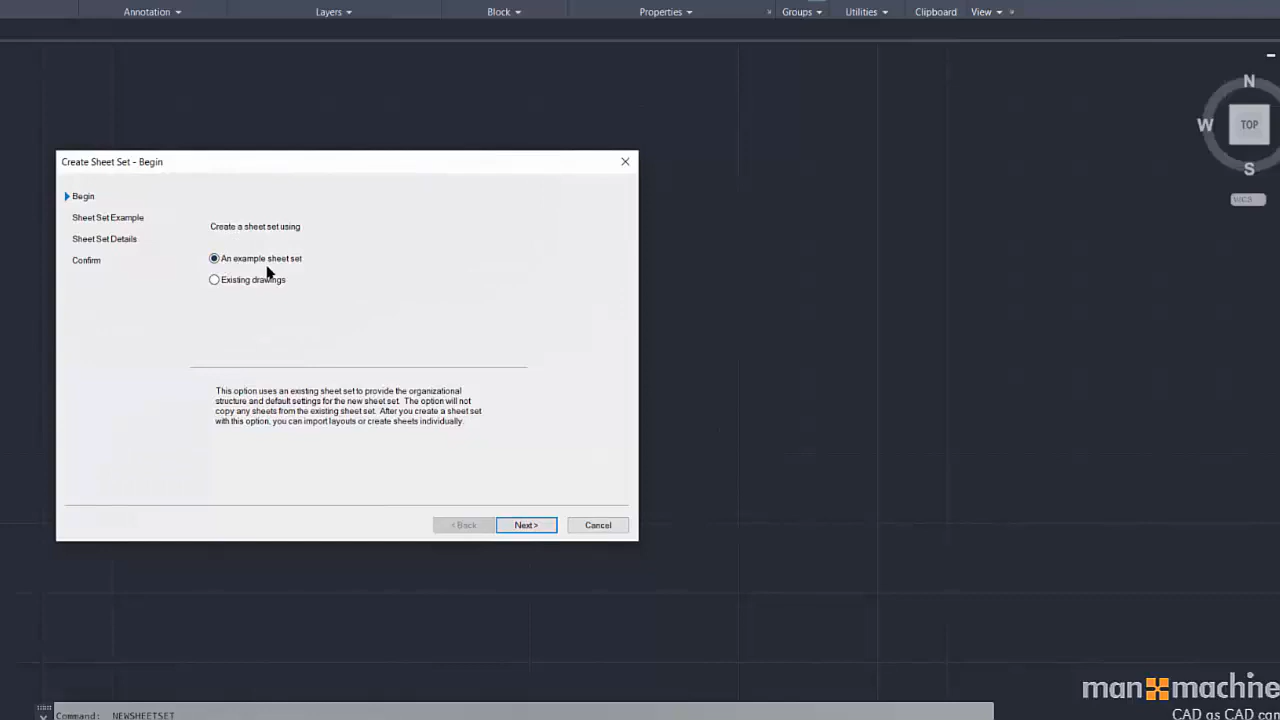 Annotation
Layers
Block
Properties
Groups
Utilities
Clipboard
View
N
W
TOP
S
WCS
Create Sheet Set - Begin
Begin
Sheet Set Example
Sheet Set Details
Confirm
Create a sheet set using
An example sheet set
Existing drawings
This option uses an existing sheet set to provide the organizational
structure and default settings for the new sheet set. The option will not
copy any sheets from the existing sheet set. After you create a sheet set
with this option, you can import layouts or create sheets individually.
< Back
Next >
Cancel
man machine
CAD as CAD can
Command: NEWSHEETSET